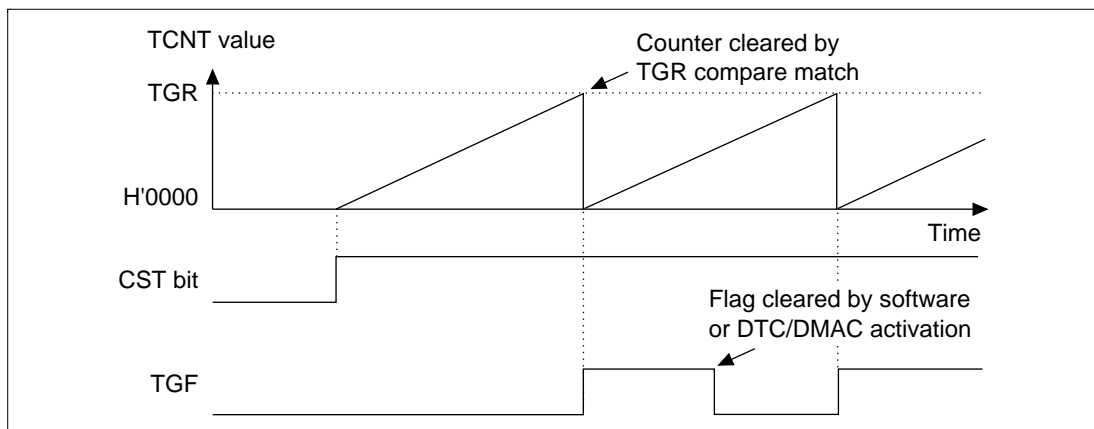 TCNT value
Counter cleared by
TGR compare match
TGR
H'0000
Time
CST bit
Flag cleared by software
or DTC/DMAC activation
TGF